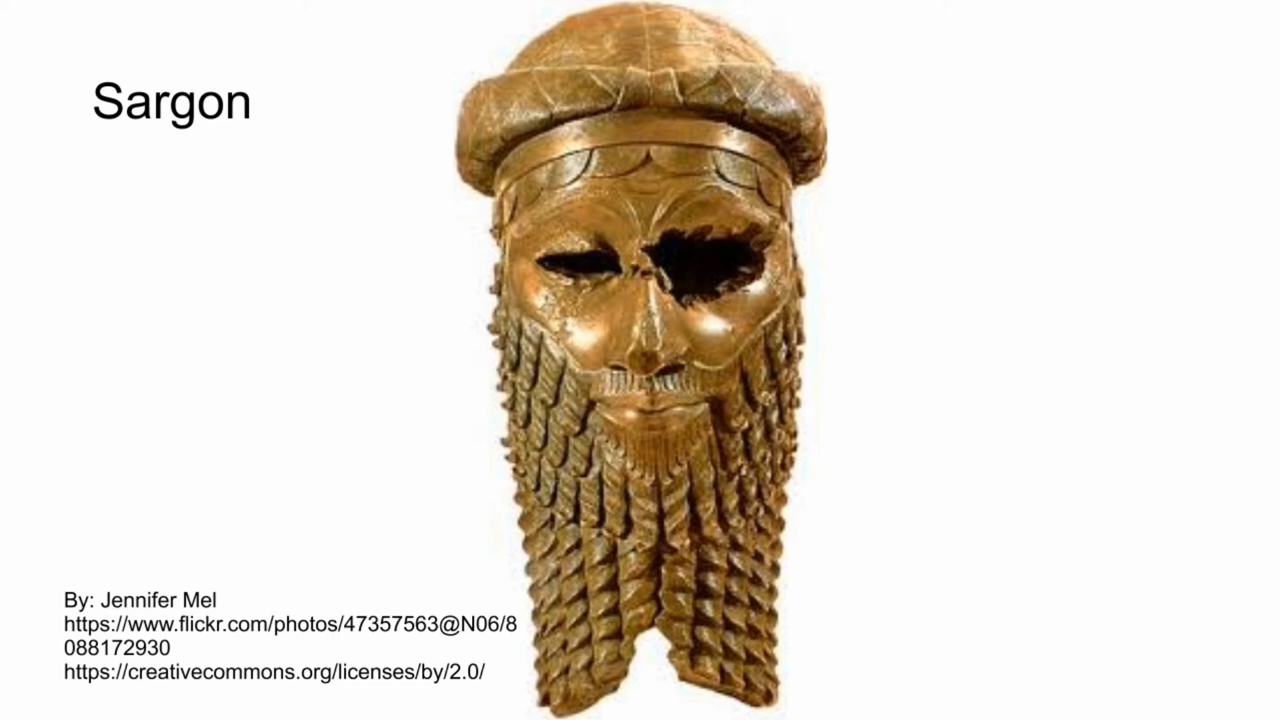 Sargon
By: Jennifer Mel
https://www.flickr.com/photos/47357563@N06/8
088172930
https://creativecommons.org/licenses/by/2.0/